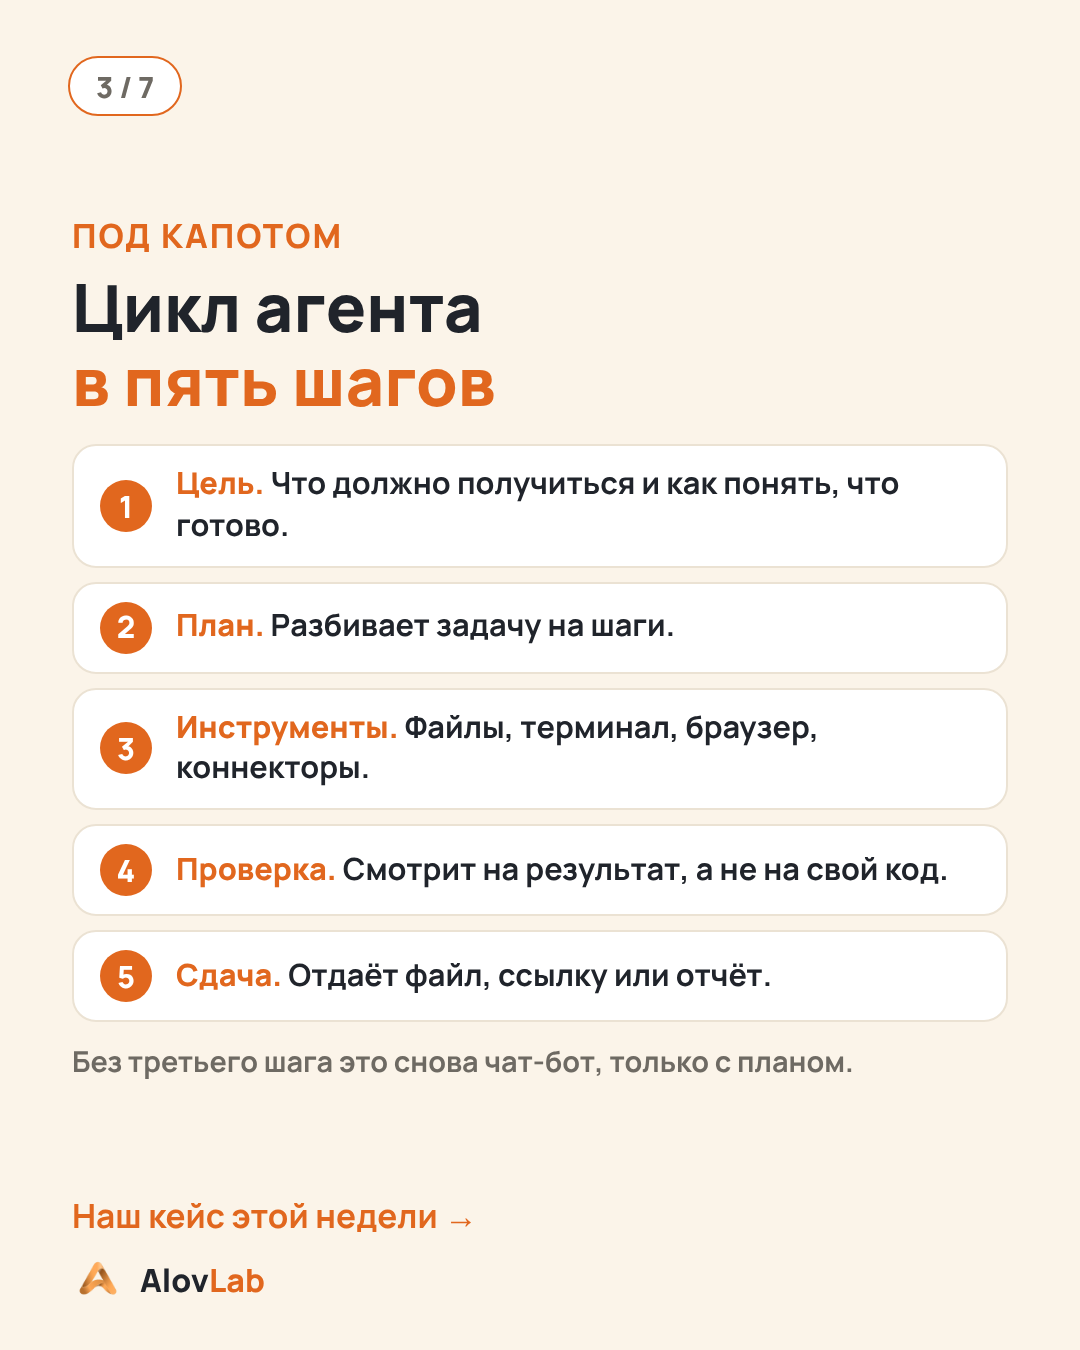 3 / 7
ПОД КАПОТОМ
Цикл агента
в пять шагов
1 Цель. Что должно получиться и как понять, что
готово.
2 План. Разбивает задачу на шаги.
3 Инструменты. Файлы, терминал, браузер,
коннекторы.
4 Проверка. Смотрит на результат, а не на свой код.
5 Сдача. Отдаёт файл, ссылку или отчёт.
Без третьего шага это снова чат-бот, только с планом.
Наш кейс этой недели →
AlovLab